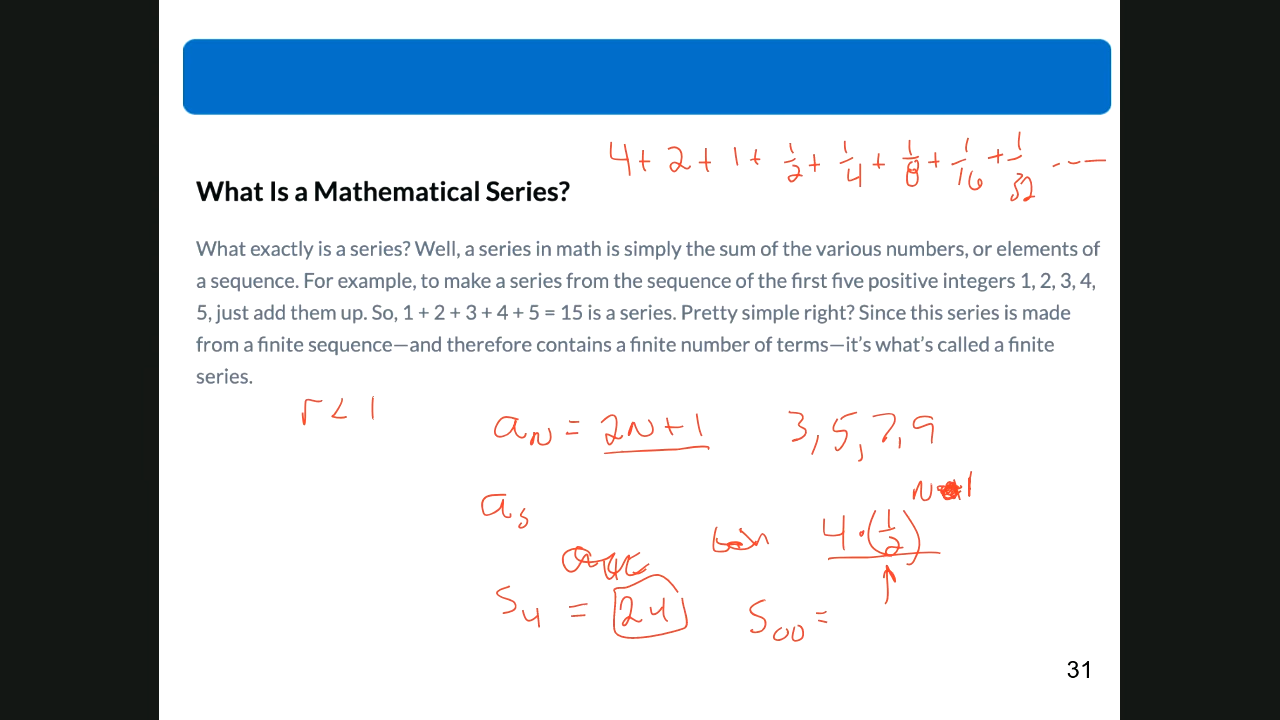 4 + 2 + 1 + 1/2 + 1/4 + 1/8 + 1/16 + 1/32 ---
What Is a Mathematical Series?
What exactly is a series? Well, a series in math is simply the sum of the various numbers, or elements of
a sequence. For example, to make a series from the sequence of the first five positive integers 1, 2, 3, 4,
5, just add them up. So, 1 + 2 + 3 + 4 + 5 = 15 is a series. Pretty simple right? Since this series is made
from a finite sequence—and therefore contains a finite number of terms—it’s what’s called a finite
series.
r < 1
aN = 2N+1 3, 5, 7, 9
a5
4·(1/2)
S4 = 24 S∞ =
31